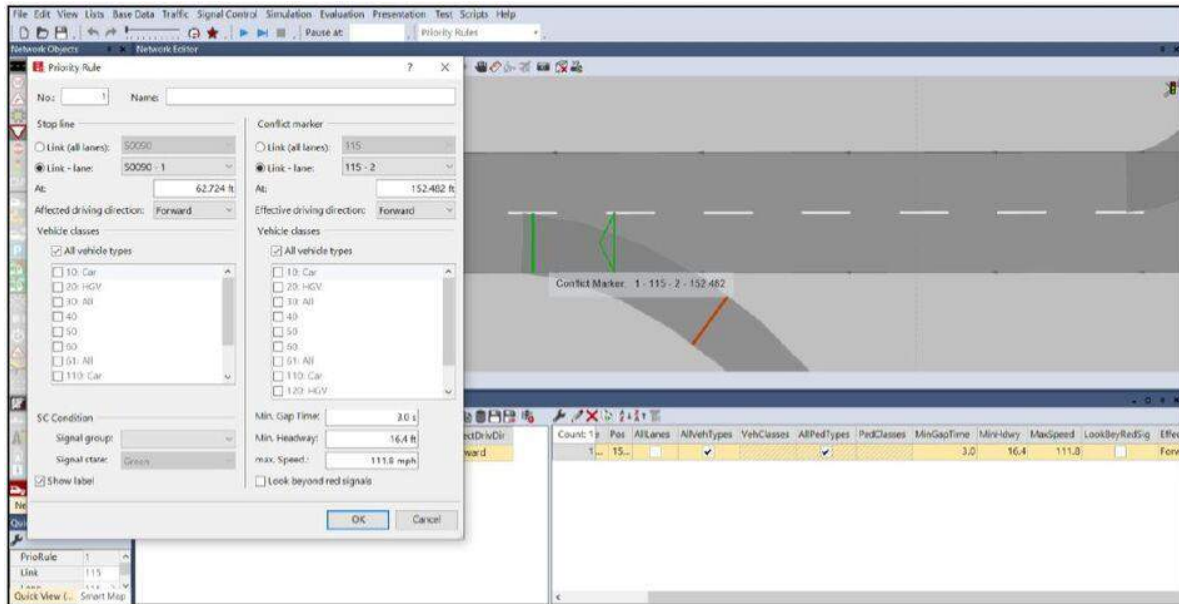 File Edit View Lists Base Data Traffic Signal Control Simulation Evaluation Presentation Test Scripts Help
Pause at: Priority Rules
Network Objects Network Editor
Priority Rule ? X
No.: 1 Name:
Stop line Conflict marker
Link (all lanes): 50090 Link (all lanes): 115
Link - lane: 50090 - 1 Link - lane: 115 - 2
At: 62.724 ft At: 152.482 ft
Affected driving direction: Forward Effective driving direction: Forward
Vehicle classes Vehicle classes
All vehicle types All vehicle types
10: Car 10: Car
20: HGV 20: HGV
30: All 30: All
40 40
50 50
60 60
61: All 61: All
110: Car 110: Car
120: HGV
Conflict Marker: 1 - 115 - 2 - 152.482
SC Condition Min. Gap Time: 3.0 s
Signal group: Min. Headway: 16.4 ft
Signal state: Green max. Speed.: 111.8 mph
Show label Look beyond red signals
OK Cancel
ectDrivDir Count: 1 Pos AllLanes AllVehTypes VehClasses AllPedTypes PedClasses MinGapTime MinHdwy MaxSpeed LookBeyRedSig Effe
ward 1 ... 15... 3.0 16.4 111.8 Forw
Ne
Qui
PrioRule 1
Link 115
Quick View (... Smart Map